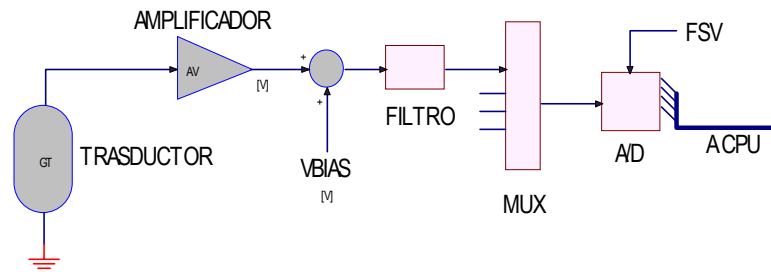 AMPLIFICADOR
FSV
+
AV
[V]
+
FILTRO
GT
TRASDUCTOR
VBIAS
[V]
MUX
A/D
A CPU